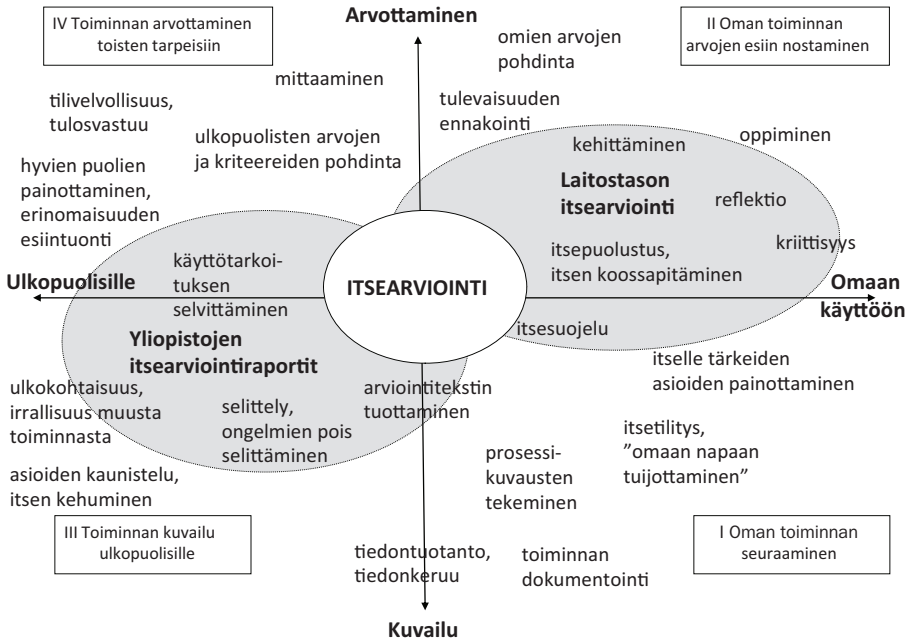 IV Toiminnan arvottaminen
toisten tarpeisiin
Arvottaminen
II Oman toiminnan
arvojen esiin nostaminen
omien arvojen
pohdinta
mittaaminen
tilivelvollisuus,
tulosvastuu
tulevaisuuden
ennakointi
ulkopuolisten arvojen
ja kriteereiden pohdinta
kehittäminen
oppiminen
hyvien puolien
painottaminen,
erinomaisuuden
esiintuonti
Laitostason
itsearviointi
reflektio
kriittisyys
käyttötarkoi-
tuksen
selvittäminen
itsepuolustus,
itsen koossapitäminen
Ulkopuolisille
ITSEARVIOINTI
Omaan
käyttöön
itsesuojelu
Yliopistojen
itsearviointiraportit
itselle tärkeiden
asioiden painottaminen
ulkokohtaisuus,
irrallisuus muusta
toiminnasta
selittely,
ongelmien pois
selittäminen
arviointitekstin
tuottaminen
itsetilitys,
”omaan napaan
tuijottaminen”
prosessi-
kuvausten
tekeminen
asioiden kaunistelu,
itsen kehuminen
III Toiminnan kuvailu
ulkopuolisille
I Oman toiminnan
seuraaminen
tiedontuotanto,
tiedonkeruu
toiminnan
dokumentointi
Kuvailu